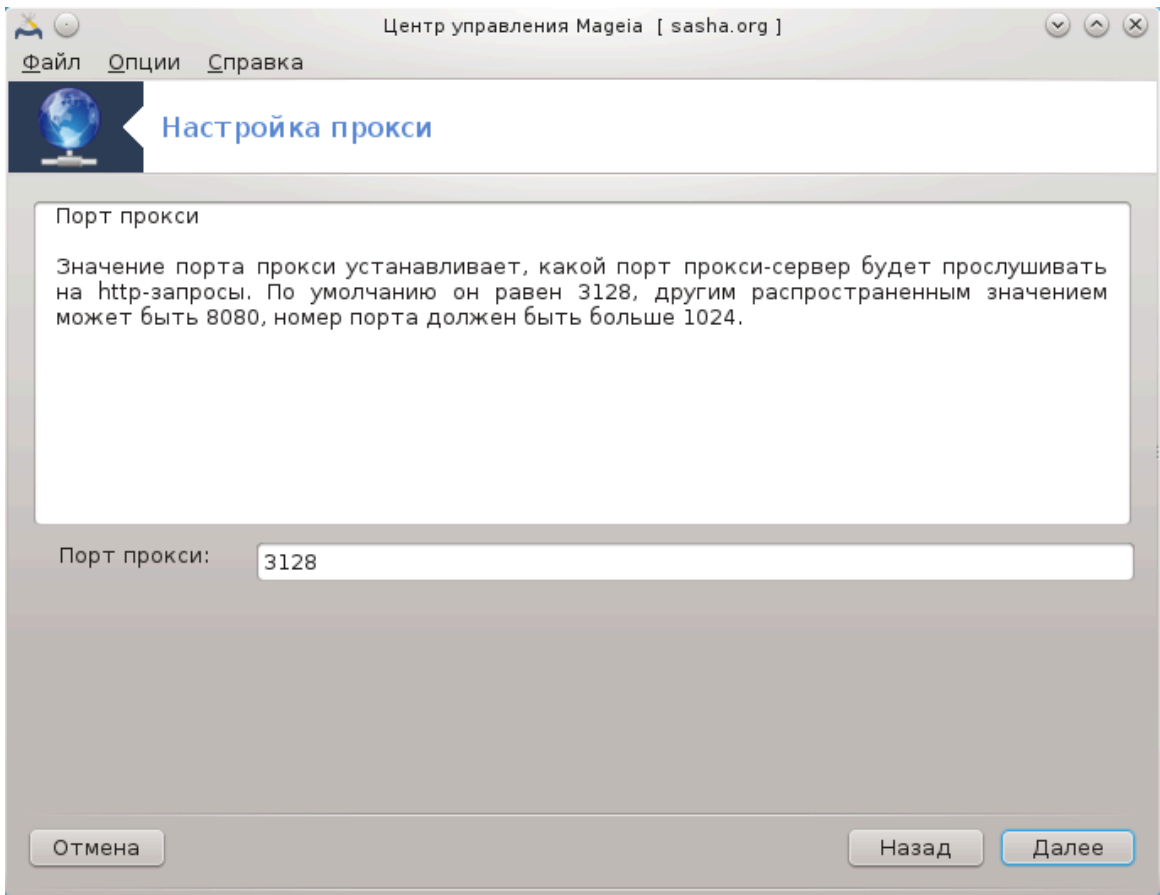 Центр управления Mageia [ sasha.org ]
Файл Опции Справка
Настройка прокси
Порт прокси
Значение порта прокси устанавливает, какой порт прокси-сервер будет прослушивать
на http-запросы. По умолчанию он равен 3128, другим распространенным значением
может быть 8080, номер порта должен быть больше 1024.
Порт прокси: 3128
Отмена Назад Далее